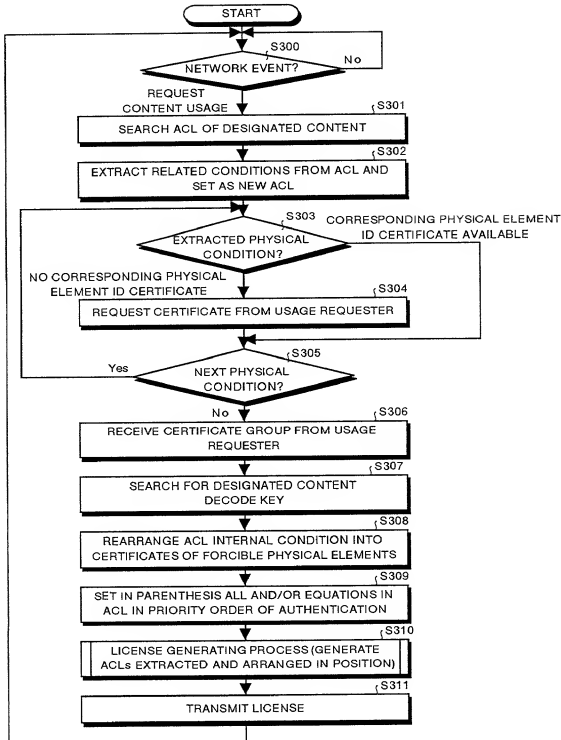 START
S300
NETWORK EVENT?
No
REQUEST
CONTENT USAGE
S301
SEARCH ACL OF DESIGNATED CONTENT
S302
EXTRACT RELATED CONDITIONS FROM ACL AND
SET AS NEW ACL
S303
EXTRACTED PHYSICAL
CONDITION?
CORRESPONDING PHYSICAL ELEMENT
ID CERTIFICATE AVAILABLE
NO CORRESPONDING PHYSICAL
ELEMENT ID CERTIFICATE
S304
REQUEST CERTIFICATE FROM USAGE REQUESTER
S305
Yes
NEXT PHYSICAL
CONDITION?
No
S306
RECEIVE CERTIFICATE GROUP FROM USAGE
REQUESTER
S307
SEARCH FOR DESIGNATED CONTENT
DECODE KEY
S308
REARRANGE ACL INTERNAL CONDITION INTO
CERTIFICATES OF FORCIBLE PHYSICAL ELEMENTS
S309
SET IN PARENTHESIS ALL AND/OR EQUATIONS IN
ACL IN PRIORITY ORDER OF AUTHENTICATION
S310
LICENSE GENERATING PROCESS (GENERATE
ACLs EXTRACTED AND ARRANGED IN POSITION)
S311
TRANSMIT LICENSE